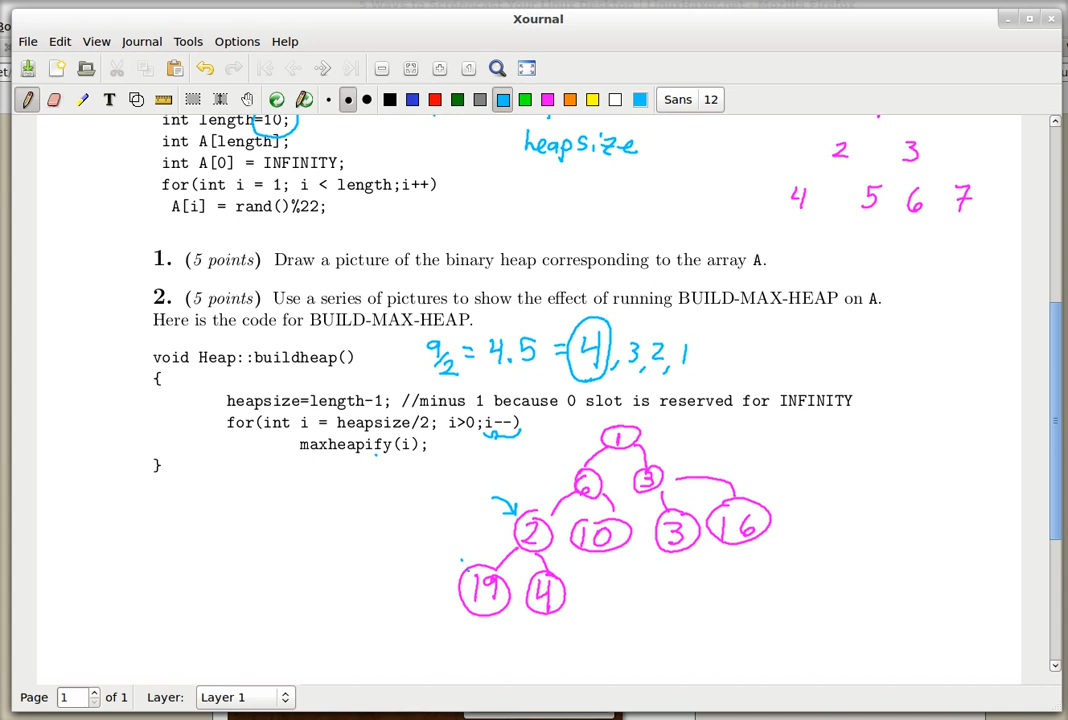 Xournal
File Edit View Journal Tools Options Help
T Sans 12
int length=10;
heapsize
int A[length];
int A[0] = INFINITY;
for(int i = 1; i < length;i++)
A[i] = rand()%22;
2 3
4 5 6 7
1. (5 points) Draw a picture of the binary heap corresponding to the array A.
2. (5 points) Use a series of pictures to show the effect of running BUILD-MAX-HEAP on A.
Here is the code for BUILD-MAX-HEAP.
9/2 = 4.5 = 4, 3, 2, 1
void Heap::buildheap()
{
heapsize=length-1; //minus 1 because 0 slot is reserved for INFINITY
for(int i = heapsize/2; i>0;i--)
maxheapify(i);
}
1
6 3
2 10 3 16
19 4
Page 1 of 1 Layer: Layer 1